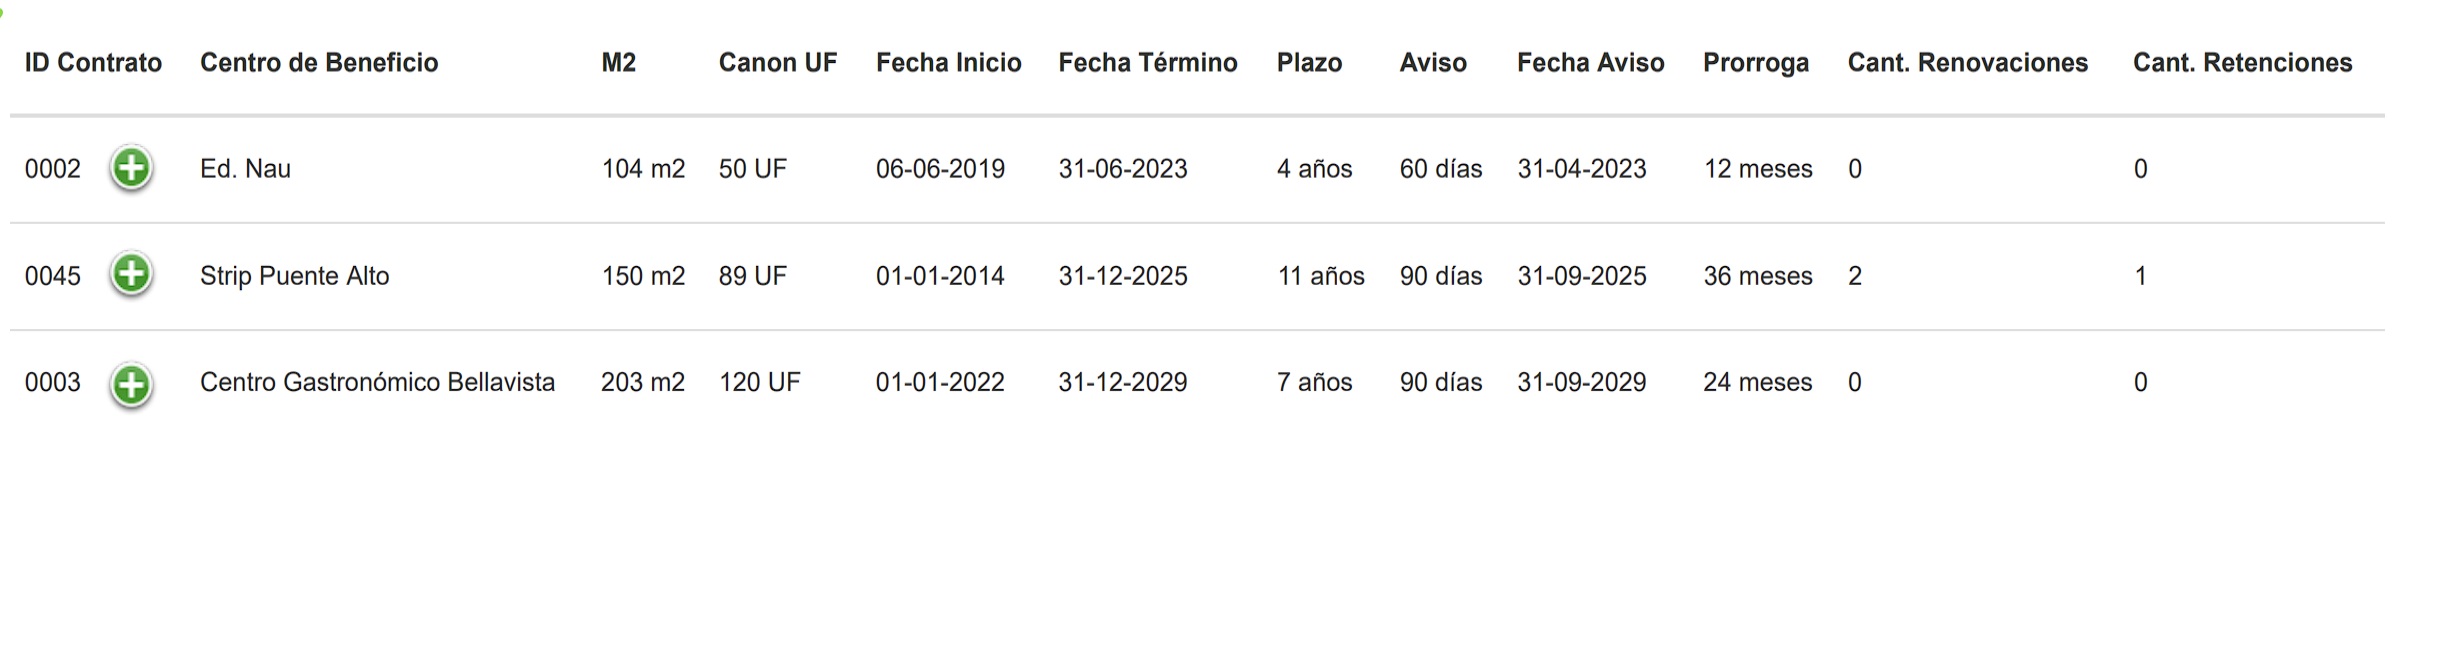 ID Contrato Centro de Beneficio M2 Canon UF Fecha Inicio Fecha Término Plazo Aviso Fecha Aviso Prorroga Cant. Renovaciones Cant. Retenciones
0002 Ed. Nau 104 m2 50 UF 06-06-2019 31-06-2023 4 años 60 días 31-04-2023 12 meses 0 0
0045 Strip Puente Alto 150 m2 89 UF 01-01-2014 31-12-2025 11 años 90 días 31-09-2025 36 meses 2 1
0003 Centro Gastronómico Bellavista 203 m2 120 UF 01-01-2022 31-12-2029 7 años 90 días 31-09-2029 24 meses 0 0